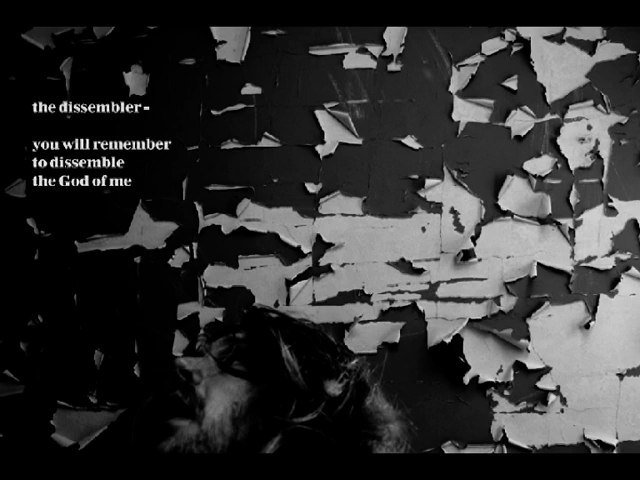 the dissembler-
you will remember
to dissemble
the God of me